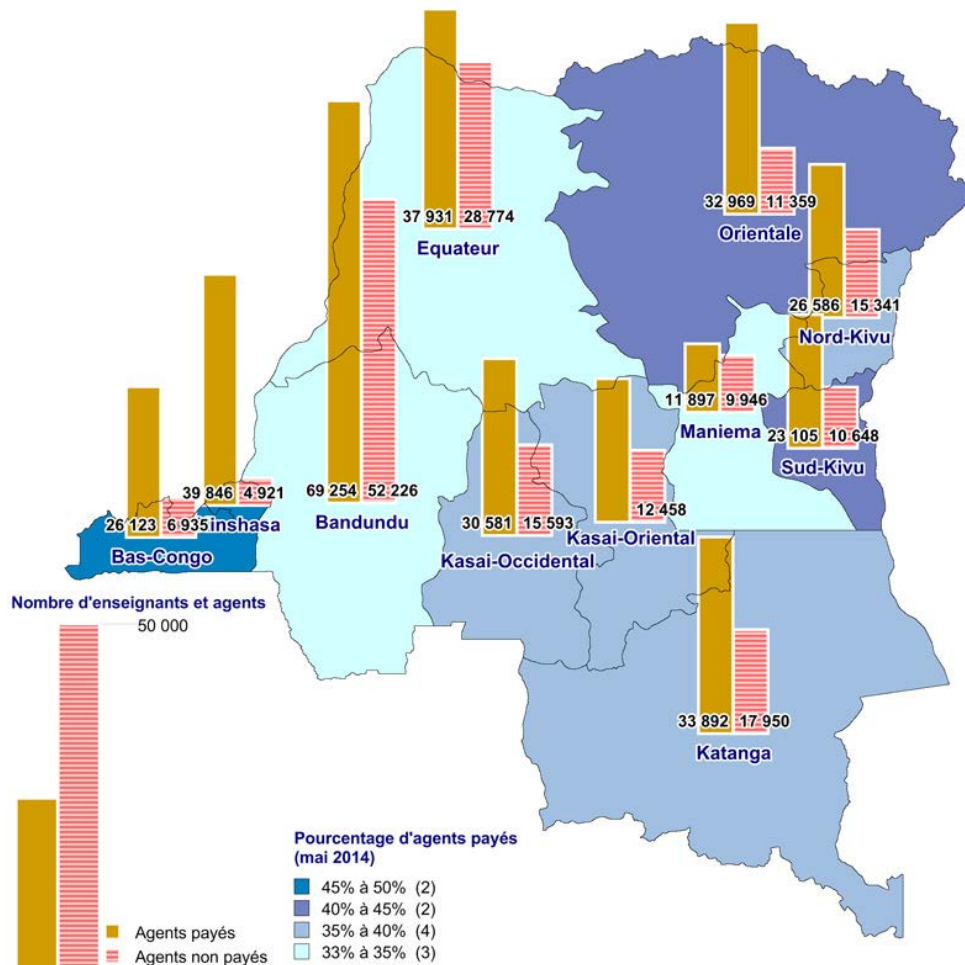 37 931 28 774
Equateur
32 969 11 359
Orientale
26 586 15 341
Nord-Kivu
11 897 9 946
Maniema
23 105 10 648
Sud-Kivu
69 254 52 226
Bandundu
39 846 4 921
inshasa
26 123 6 935
Bas-Congo
30 581 15 593
Kasai-Occidental
12 458
Kasai-Oriental
33 892 17 950
Katanga
Nombre d'enseignants et agents
50 000
Agents payés
Agents non payés
Pourcentage d'agents payés
(mai 2014)
45% à 50% (2)
40% à 45% (2)
35% à 40% (4)
33% à 35% (3)